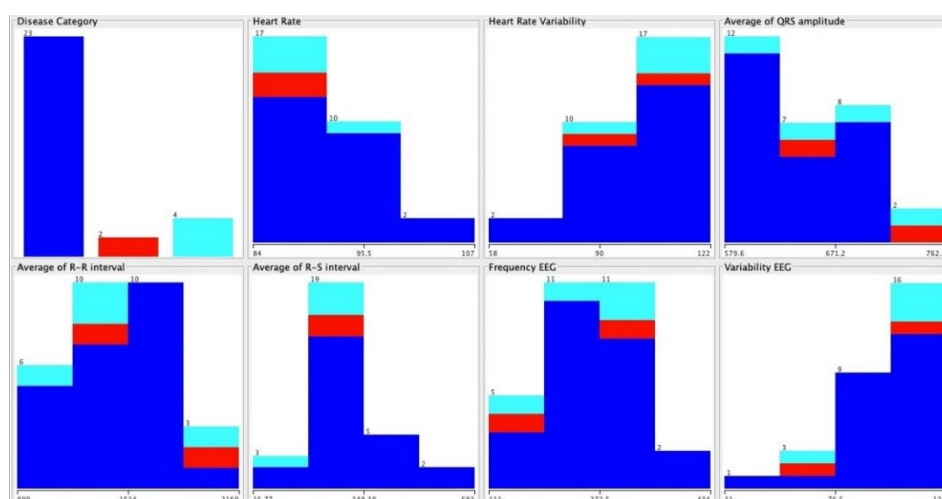 Disease Category
23
2
4
Heart Rate
17
10
2
84 95.5 107
Heart Rate Variability
2
10
17
58 90 122
Average of QRS amplitude
12
7
8
2
579.6 671.2 762.
Average of R-R interval
6
10
10
3
Average of R-S interval
3
19
5
2
Frequency EEG
5
11
11
2
Variability EEG
1
9
3
16